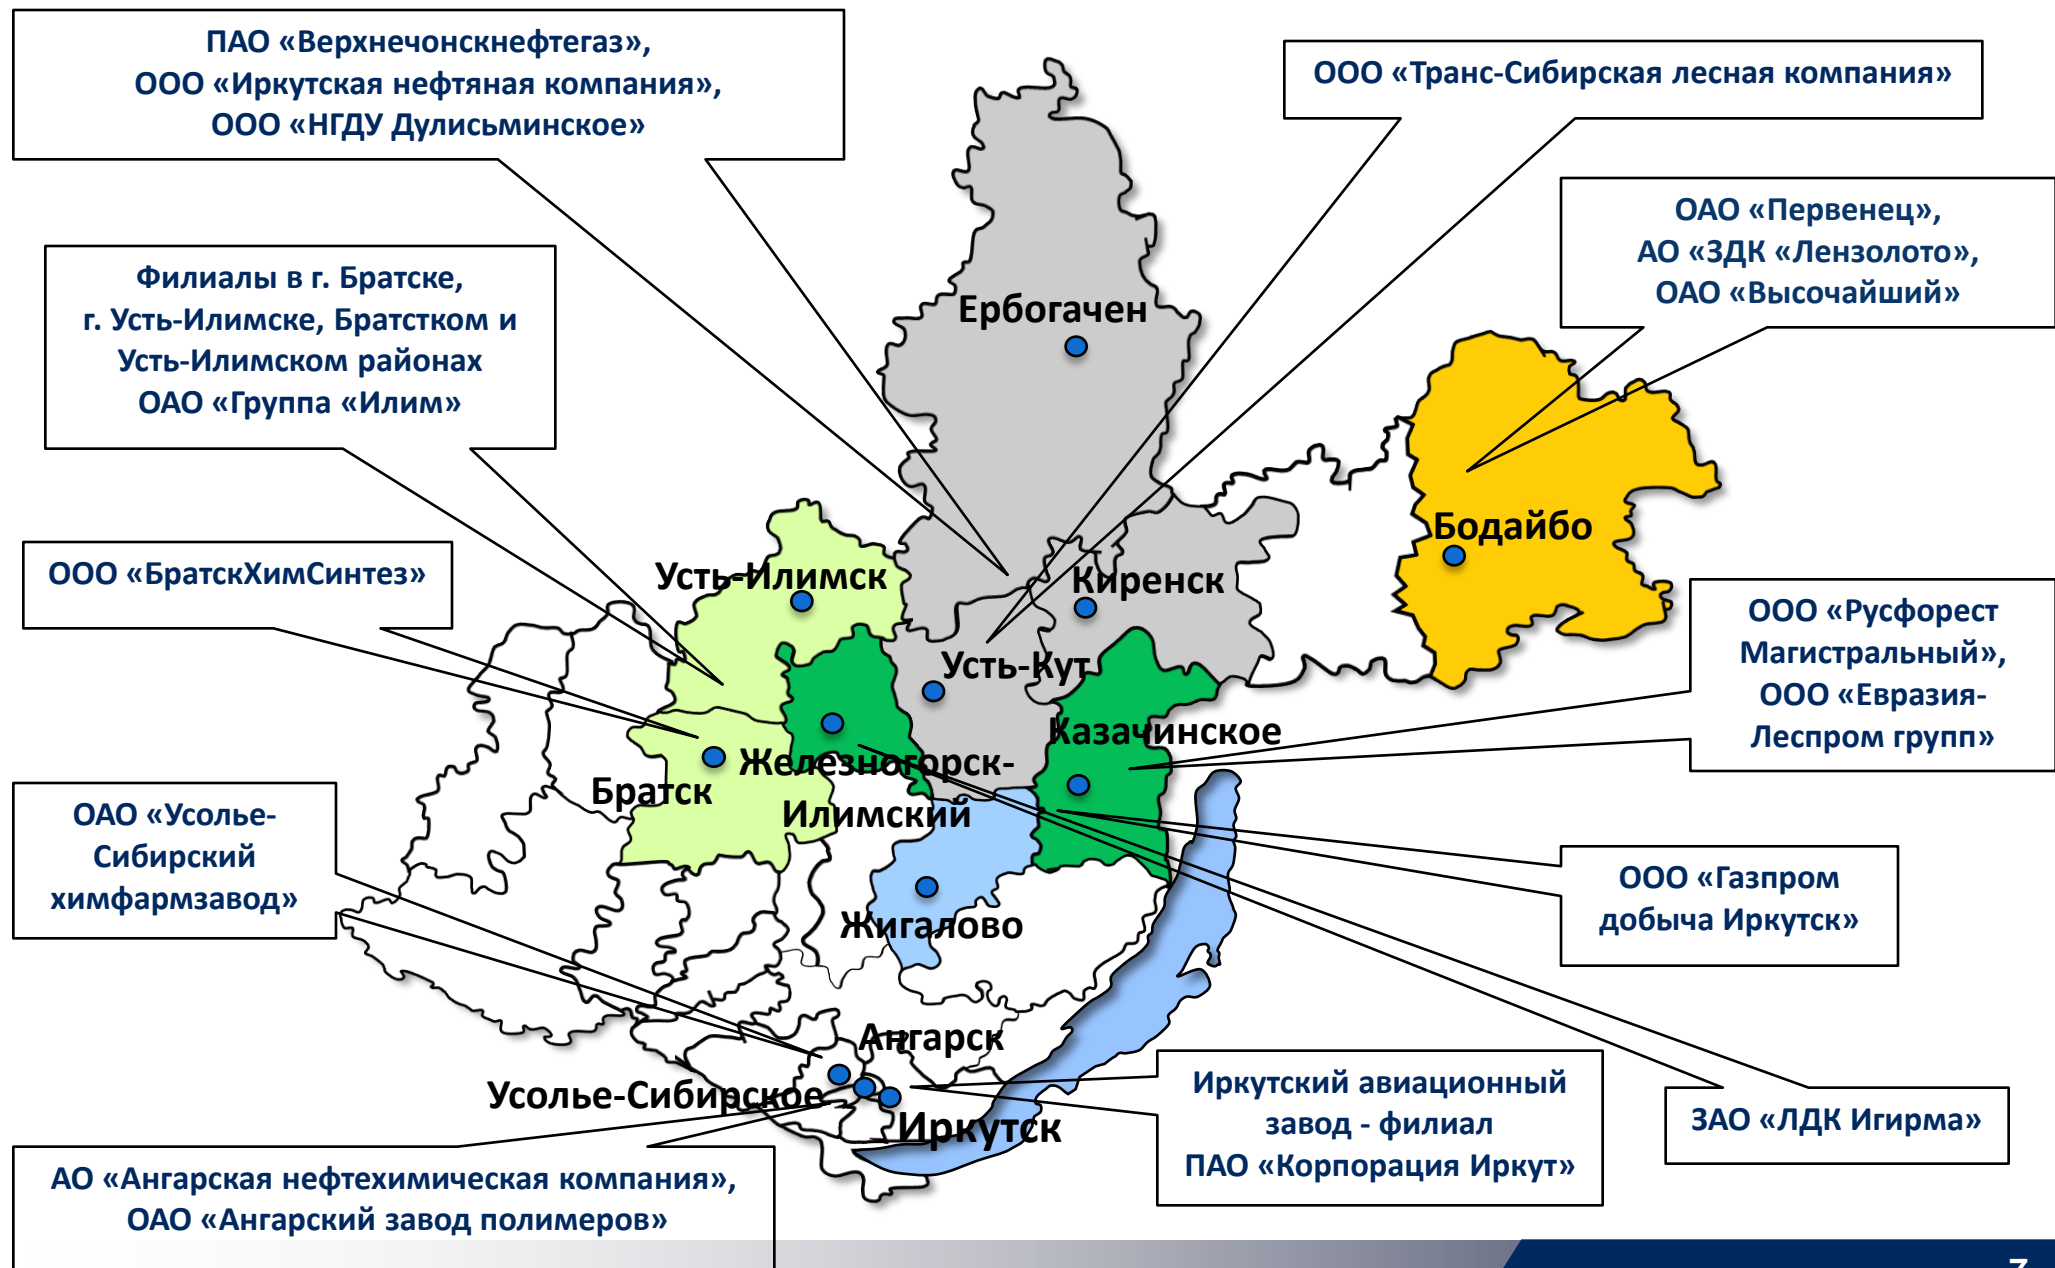 ПАО «Верхнечонскнефтегаз»,
ООО «Иркутская нефтяная компания»,
ООО «НГДУ Дулисьминское»
ООО «Транс-Сибирская лесная компания»
ОАО «Первенец»,
АО «ЗДК «Лензолото»,
ОАО «Высочайший»
Филиалы в г. Братске,
г. Усть-Илимске, Братстком и
Усть-Илимском районах
ОАО «Группа «Илим»
Ербогачен
Бодайбо
ООО «БратскХимСинтез»
Усть-Илимск
Киренск
ООО «Русфорест
Магистральный»,
ООО «Евразия-
Леспром групп»
Усть-Кут
Казачинское
Железногорск-
Илимский
Братск
ОАО «Усолье-
Сибирский
химфармзавод»
ООО «Газпром
добыча Иркутск»
Жигалово
Ангарск
Усолье-Сибирское
Иркутск
Иркутский авиационный
завод - филиал
ПАО «Корпорация Иркут»
ЗАО «ЛДК Игирма»
АО «Ангарская нефтехимическая компания»,
ОАО «Ангарский завод полимеров»